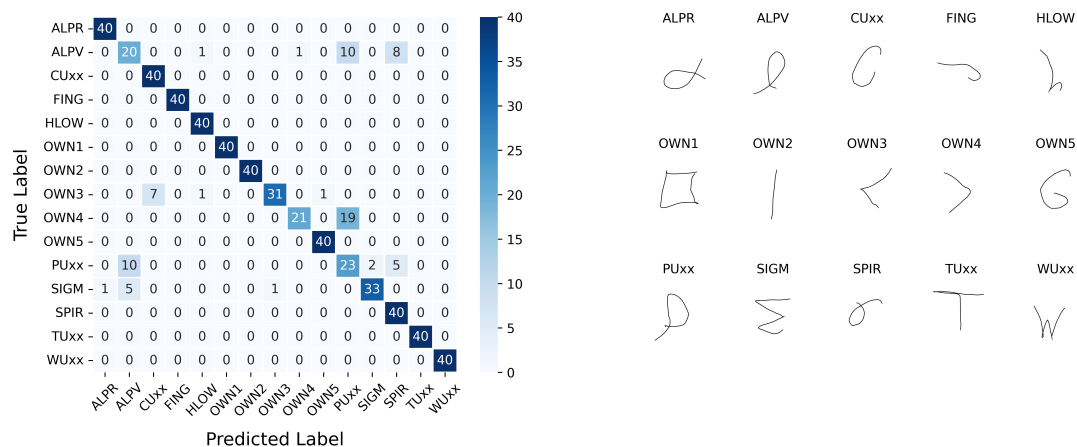 ALPR 40 0 0 0 0 0 0 0 0 0 0 0 0 0 0
ALPV 0 20 0 0 1 0 0 0 1 0 10 0 8 0 0
CUxx 0 0 40 0 0 0 0 0 0 0 0 0 0 0 0
FING 0 0 0 40 0 0 0 0 0 0 0 0 0 0 0
HLOW 0 0 0 0 40 0 0 0 0 0 0 0 0 0 0
OWN1 0 0 0 0 0 40 0 0 0 0 0 0 0 0 0
OWN2 0 0 0 0 0 0 40 0 0 0 0 0 0 0 0
OWN3 0 0 7 0 1 0 0 31 0 1 0 0 0 0 0
OWN4 0 0 0 0 0 0 0 0 21 0 19 0 0 0 0
OWN5 0 0 0 0 0 0 0 0 0 40 0 0 0 0 0
PUxx 0 10 0 0 0 0 0 0 0 0 23 2 5 0 0
SIGM 1 5 0 0 0 0 0 1 0 0 0 33 0 0 0
SPIR 0 0 0 0 0 0 0 0 0 0 0 0 40 0 0
TUxx 0 0 0 0 0 0 0 0 0 0 0 0 0 40 0
WUxx 0 0 0 0 0 0 0 0 0 0 0 0 0 0 40
ALPR ALPV CUxx FING HLOW OWN1 OWN2 OWN3 OWN4 OWN5 PUxx SIGM SPIR TUxx WUxx
True Label
Predicted Label
40
35
30
25
20
15
10
5
0
ALPR ALPV CUxx FING HLOW
OWN1 OWN2 OWN3 OWN4 OWN5
PUxx SIGM SPIR TUxx WUxx